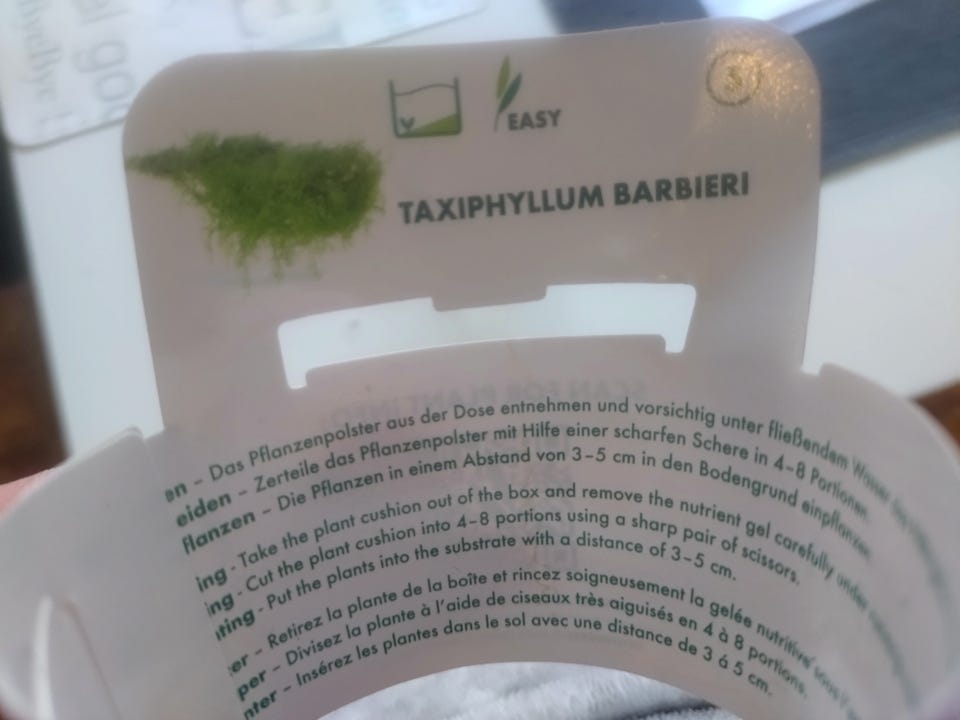 EASY
TAXIPHYLLUM BARBIERI
SCAN FOR PLANT INFO
en – Das Pflanzenpolster aus der Dose entnehmen und vorsichtig unter fließendem Wasser
eiden – Zerteile das Pflanzenpolster mit Hilfe einer scharfen Schere in 4–8 Portionen.
flanzen – Die Pflanzen in einem Abstand von 3–5 cm in den Bodengrund einpflanzen.
ing - Take the plant cushion out of the box and remove the nutrient gel carefully under
ing - Cut the plant cushion into 4–8 portions using a sharp pair of scissors.
ting - Put the plants into the substrate with a distance of 3–5 cm.
er – Retirez la plante de la boîte et rincez soigneusement la gelée nutritive sous l'
per – Divisez la plante à l'aide de ciseaux très aiguisés en 4 à 8 portions.
nter – Insérez les plantes dans le sol avec une distance de 3 á 5 cm.